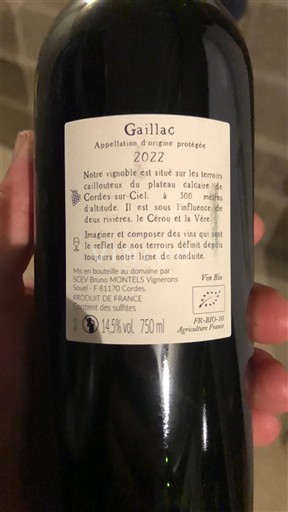 Gaillac
Appellation d'origine protégée
2022
Notre vignoble est situé sur les terroirs
caillouteux du plateau calcaire de
Cordes-sur-Ciel, à 300 mètres
d'altitude. Il est sous l'influence de
deux rivières, le Cérou et la Vère.
Imaginer et composer des vins qui sont
le reflet de nos terroirs définit depuis
toujours notre ligne de conduite.
Mis en bouteille au domaine par
SCEV Bruno MONTELS Vignerons
Souel - F 81170 Cordes.
PRODUIT DE FRANCE
Contient des sulfites
14,5% vol. 750 ml
Vin Bio
FR-BIO-10
Agriculture France